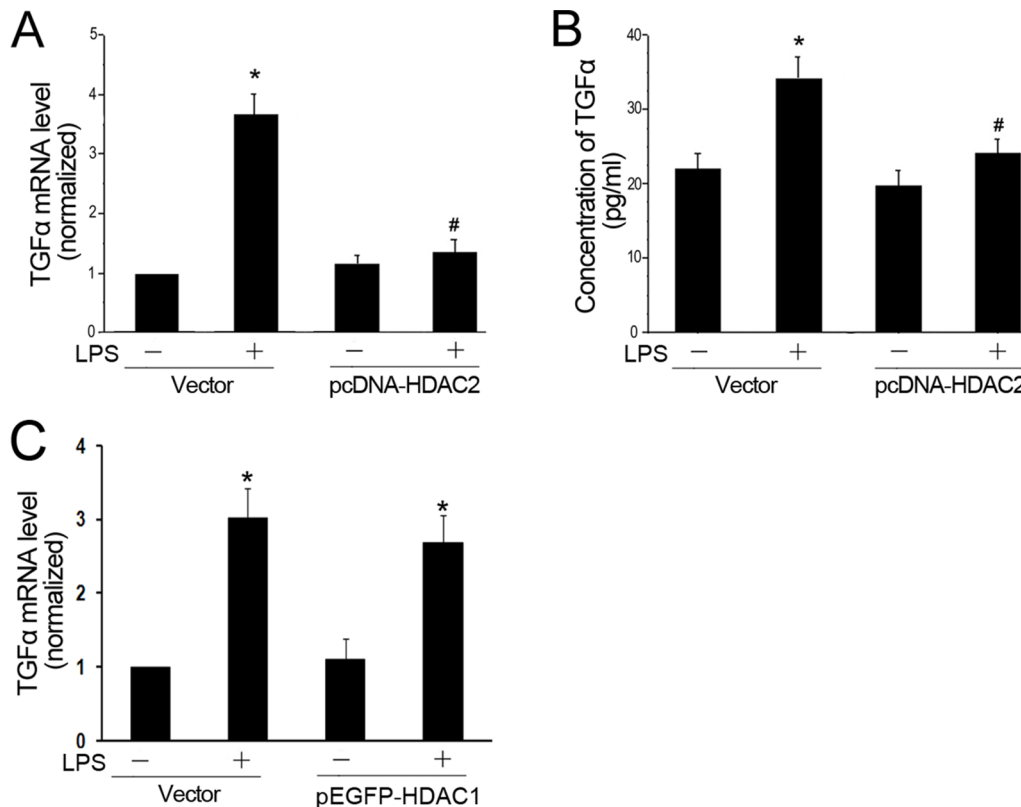 A
TGFα mRNA level
(normalized)
5
4
3
2
1
0
*
#
LPS − + − +
Vector pcDNA-HDAC2
B
Concentration of TGFα
(pg/ml)
40
30
20
10
0
*
#
LPS − + − +
Vector pcDNA-HDAC2
C
TGFα mRNA level
(normalized)
4
3
2
1
0
*
*
LPS − + − +
Vector pEGFP-HDAC1